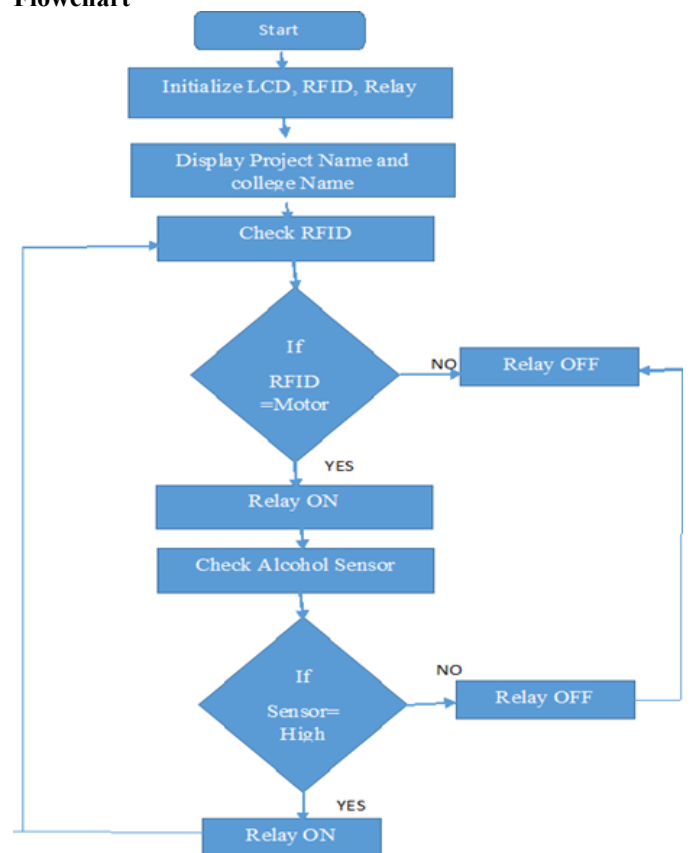 Flowchart
Start
Initialize LCD, RFID, Relay
Display Project Name and
college Name
Check RFID
If
RFID
=Motor
NO
Relay OFF
YES
Relay ON
Check Alcohol Sensor
If
Sensor=
High
NO
Relay OFF
YES
Relay ON